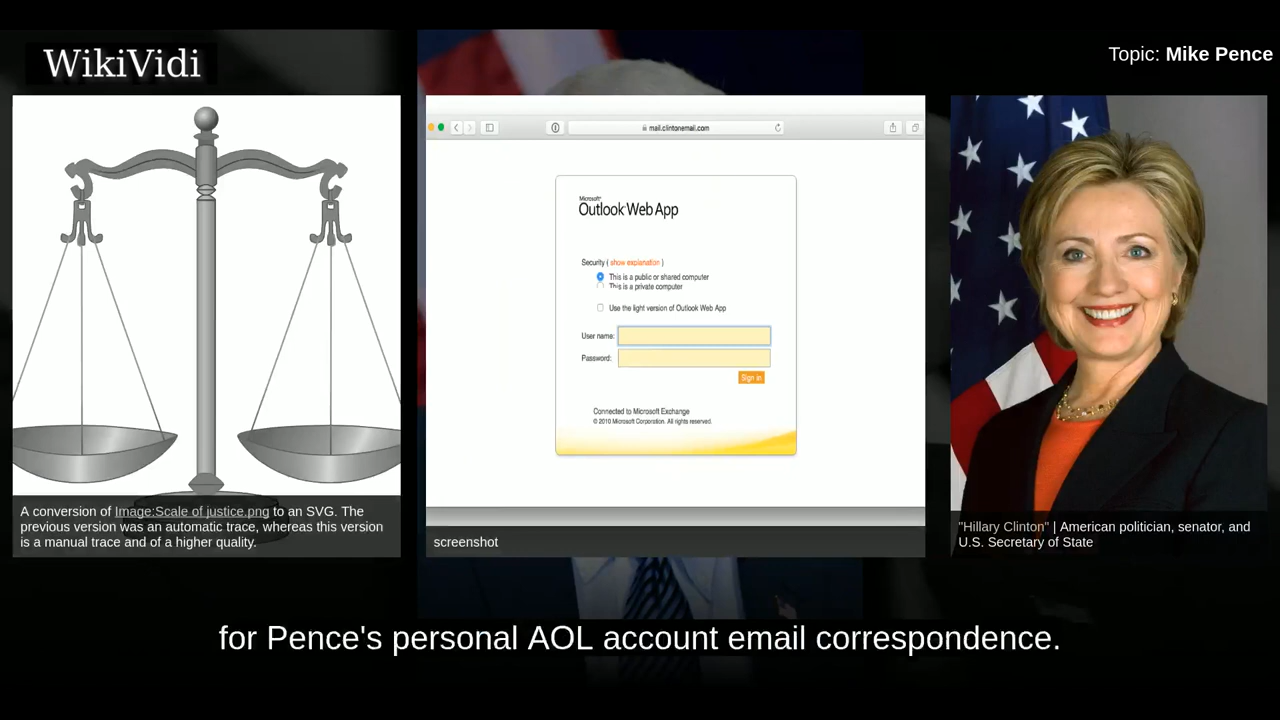 WikiVidi
Topic: Mike Pence
A conversion of Image:Scale of justice.png to an SVG. The
previous version was an automatic trace, whereas this version
is a manual trace and of a higher quality.
mail.clintonemail.com
Microsoft
Outlook Web App
Security ( show explanation )
This is a public or shared computer
This is a private computer
Use the light version of Outlook Web App
User name:
Password:
Sign in
Connected to Microsoft Exchange
© 2010 Microsoft Corporation. All rights reserved.
screenshot
"Hillary Clinton" | American politician, senator, and
U.S. Secretary of State
for Pence's personal AOL account email correspondence.